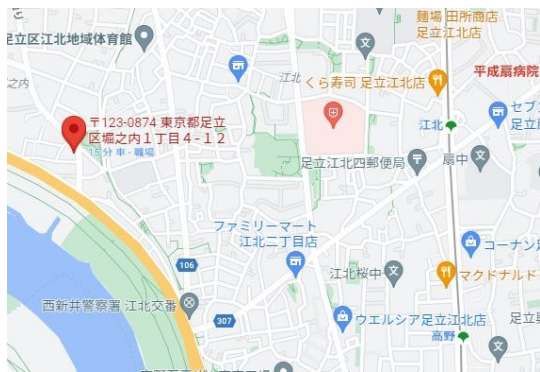 麺場 田所商店
足立江北店
足立区江北地域体育館
之内
江北
くら寿司 足立江北店
平成扇病院
セブ
足立
〒123-0874 東京都足立
区堀之内1丁目4-12
15分 車・職場
江北
足立江北四郵便局
扇中
ファミリーマート
江北二丁目店
コーナン足
106
江北桜中
マクドナルド
西新井警察署 江北交番
307
ウエルシア足立江北店
高野
足立